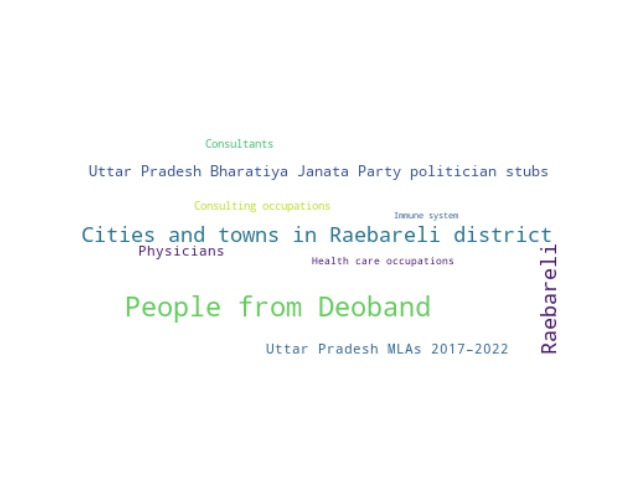 Consultants
Uttar Pradesh Bharatiya Janata Party politician stubs
Consulting occupations
Immune system
Cities and towns in Raebareli district
Physicians
Health care occupations
Raebareli
People from Deoband
Uttar Pradesh MLAs 2017–2022